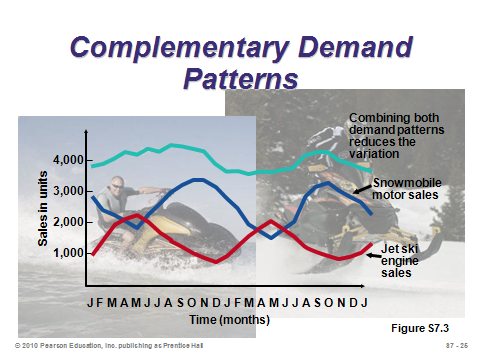 Complementary Demand
Patterns
Combining both
demand patterns
reduces the
variation
4,000
3,000
2,000
1,000
Sales in units
Snowmobile
motor sales
Jet ski
engine
sales
J F M A M J J A S O N D J F M A M J J A S O N D J
Time (months)
Figure S7.3
© 2010 Pearson Education, Inc. publishing as Prentice Hall
S7 - 25